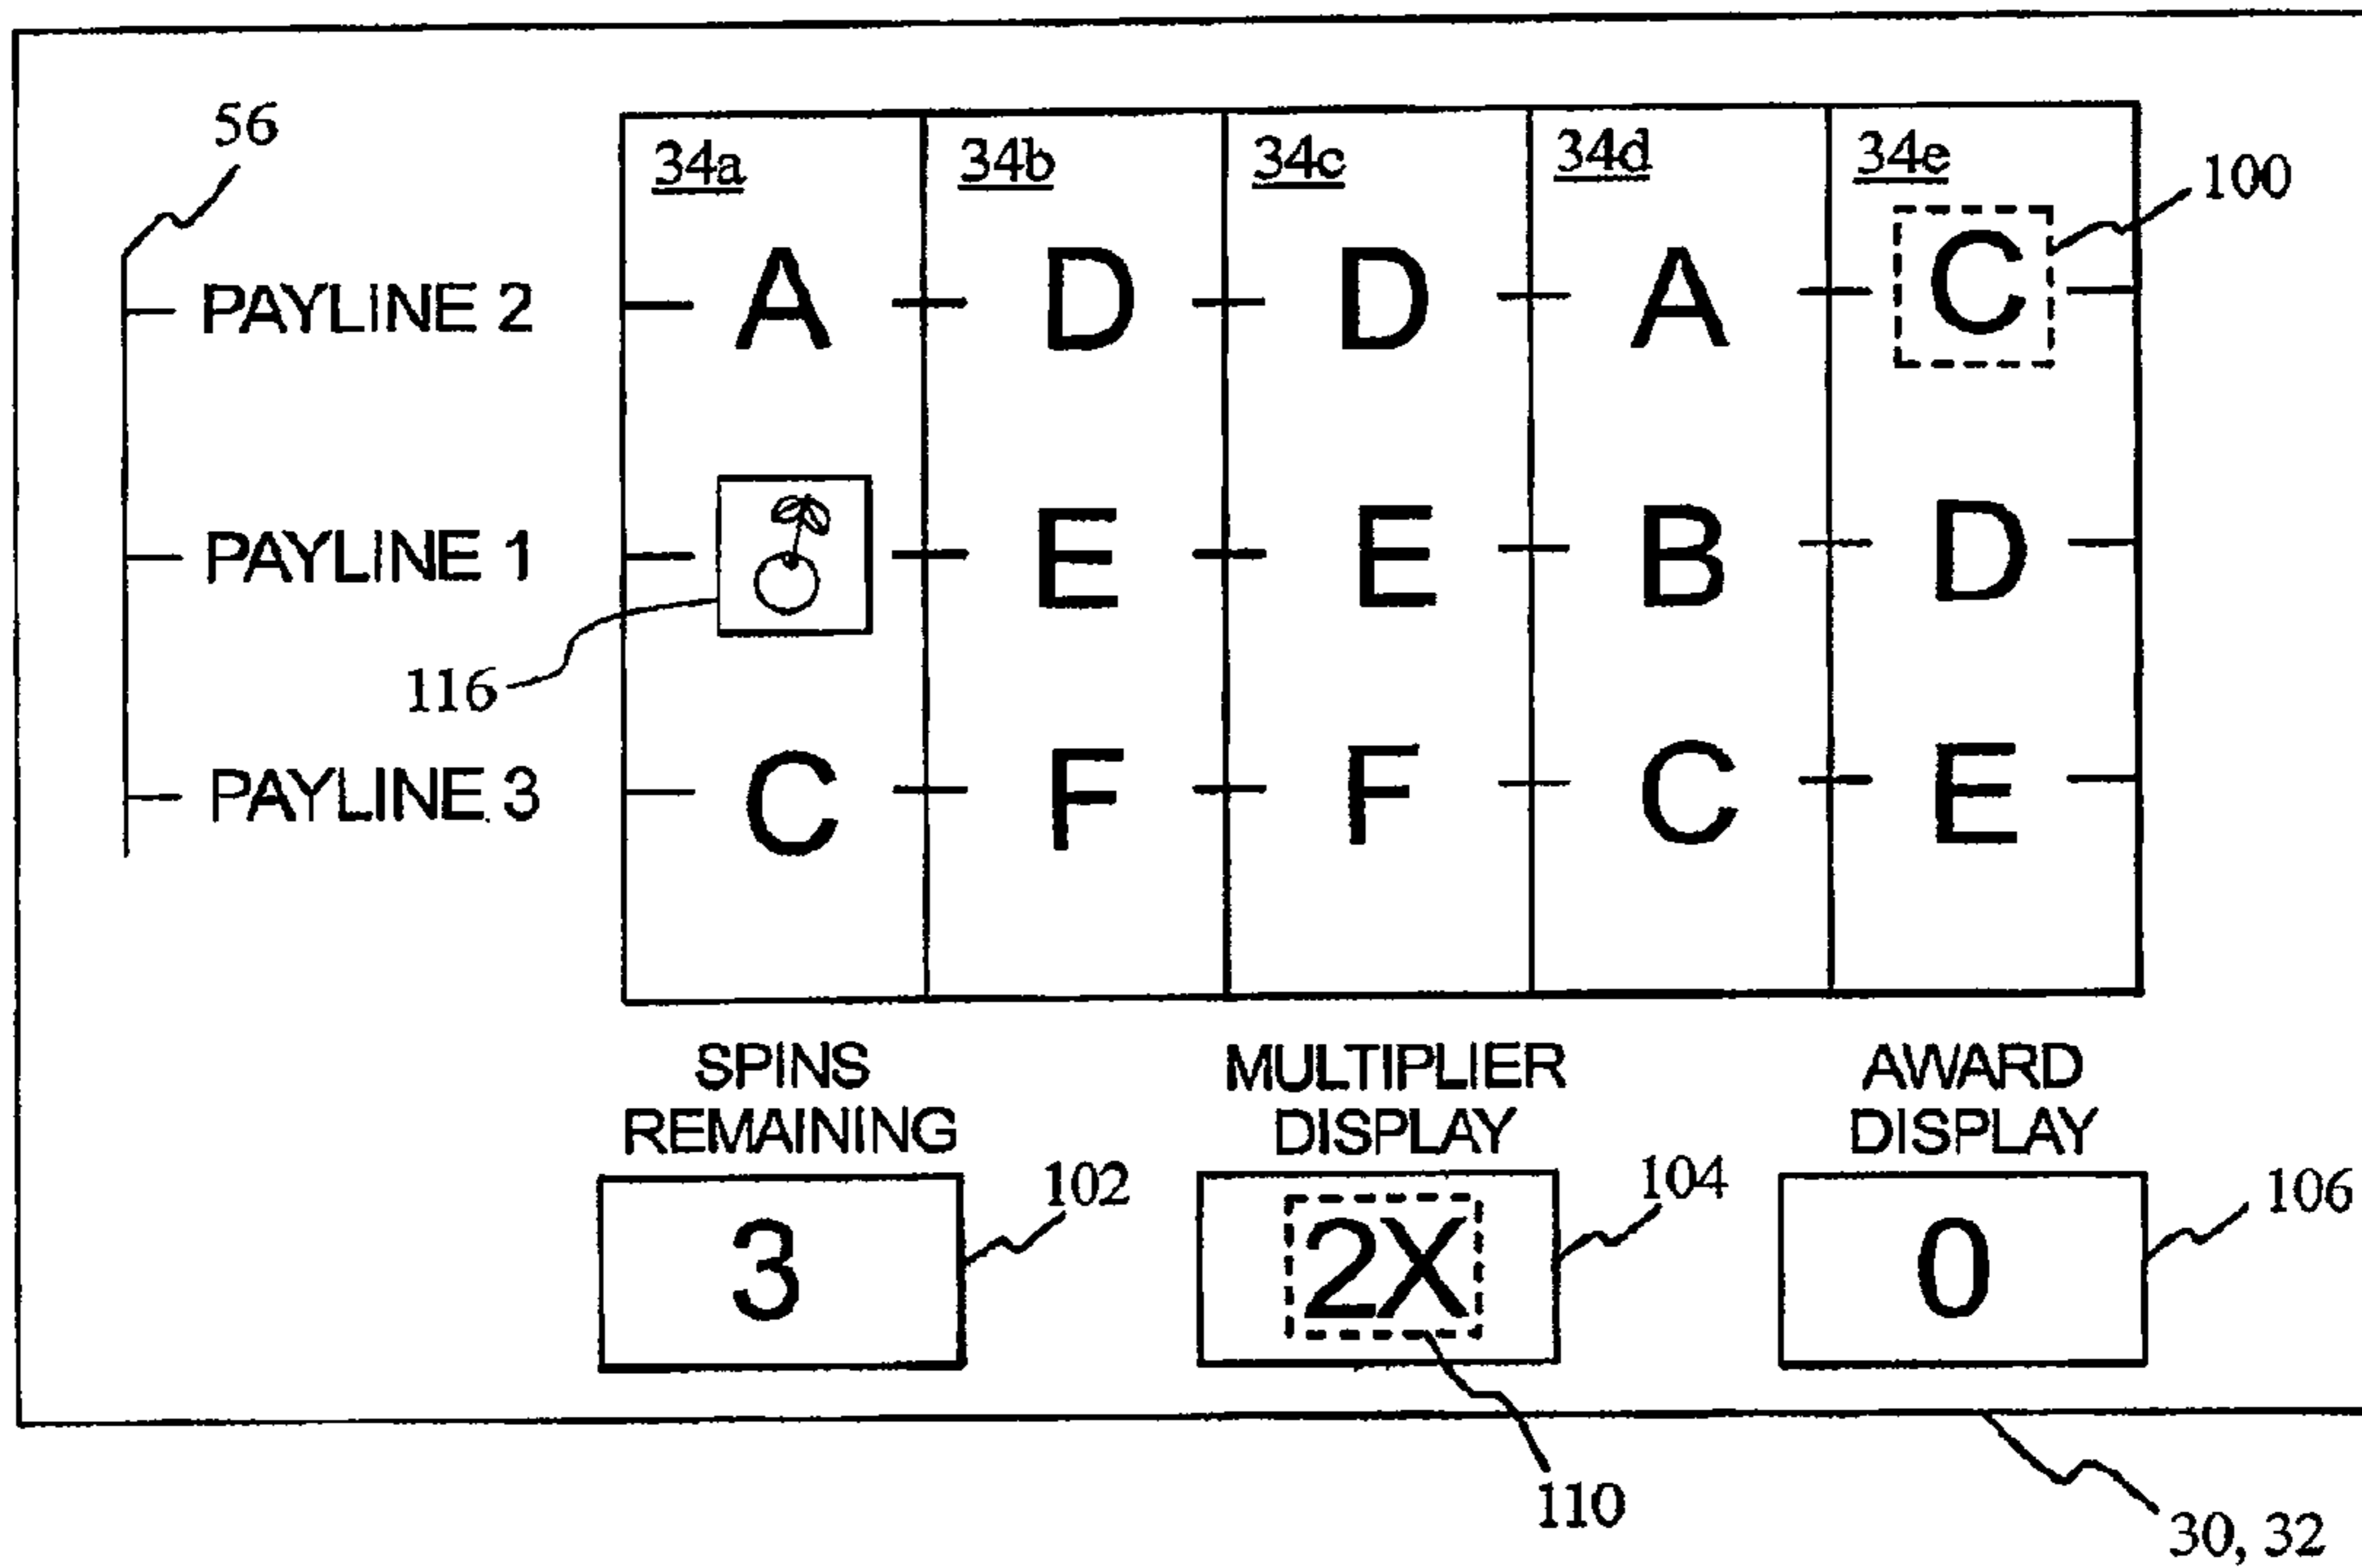 56
34a 34b 34c 34d 34e
100
PAYLINE 2 A D D A C
PAYLINE 1 E E B D
116
PAYLINE 3 C F F C E
SPINS REMAINING
MULTIPLIER DISPLAY
AWARD DISPLAY
3 102
2X 104
0 106
110
30, 32